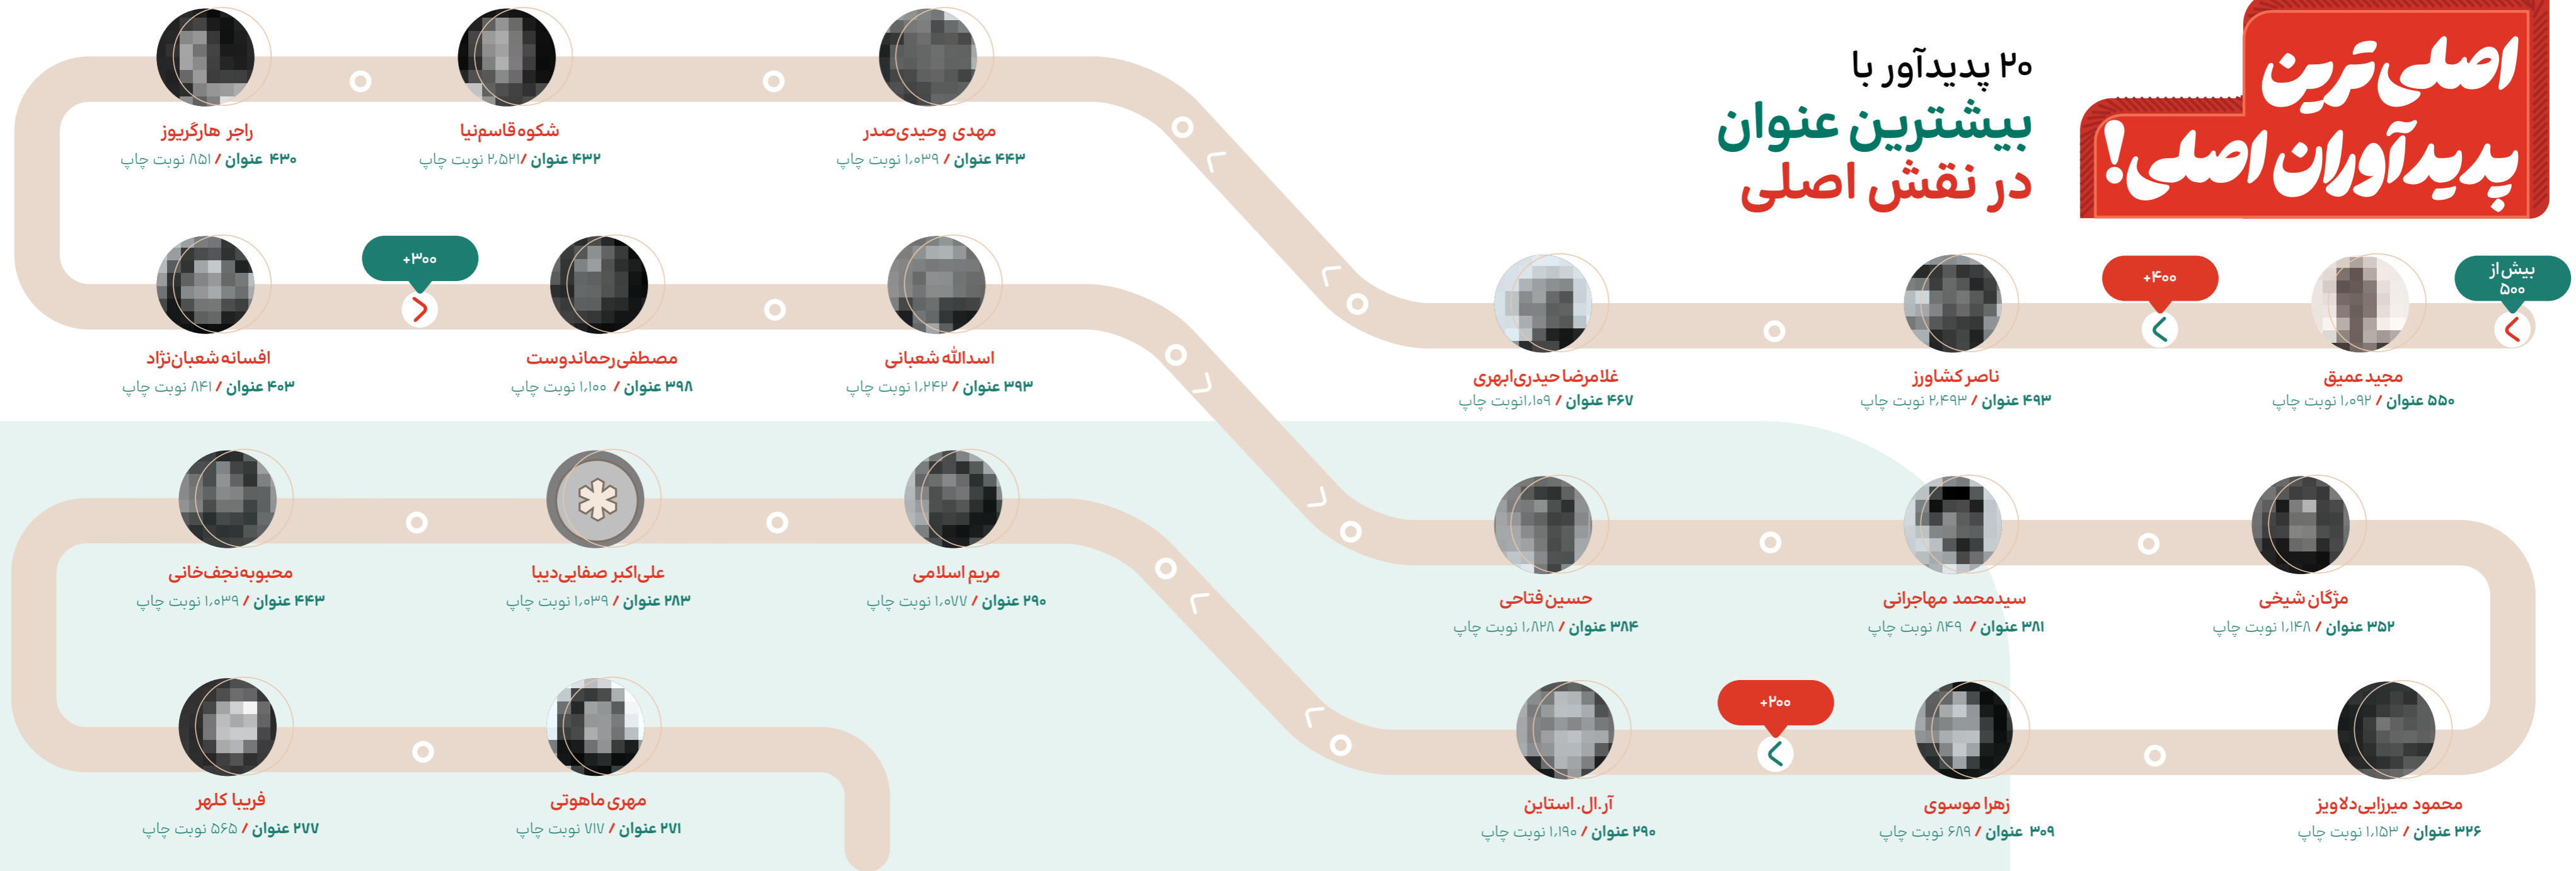 اصلی‌ترین
پدیدآوران اصلی!
۲۰ پدیدآور با
بیشترین عنوان
در نقش اصلی
بیش از
۵۰۰
مجید عمیق
۵۵۰ عنوان / ۱,۰۹۲ نوبت چاپ
+۴۰۰
ناصر کشاورز
۴۹۳ عنوان / ۲,۴۹۳ نوبت چاپ
غلامرضا حیدری‌ابهری
۴۶۷ عنوان / ۱,۱۰۹نوبت چاپ
مهدی وحیدی‌صدر
۴۴۳ عنوان / ۱,۰۳۹ نوبت چاپ
شکوه قاسم‌نیا
۴۳۲ عنوان /۲,۵۲۱ نوبت چاپ
راجر هارگریوز
۴۳۰ عنوان / ۸۵۱ نوبت چاپ
افسانه شعبان‌نژاد
۴۰۳ عنوان / ۸۴۱ نوبت چاپ
+۳۰۰
مصطفی رحماندوست
۳۹۸ عنوان / ۱,۱۰۰ نوبت چاپ
اسدالله شعبانی
۳۹۳ عنوان / ۱,۲۴۲ نوبت چاپ
حسین فتاحی
۳۸۴ عنوان / ۱,۸۲۸ نوبت چاپ
سیدمحمد مهاجرانی
۳۸۱ عنوان / ۸۴۹ نوبت چاپ
مژگان شیخی
۳۵۲ عنوان / ۱,۱۴۸ نوبت چاپ
محمود میرزایی‌دلاویز
۳۲۶ عنوان / ۱,۱۵۳ نوبت چاپ
زهرا موسوی
۳۰۹ عنوان / ۶۸۹ نوبت چاپ
+۲۰۰
آر.ال. استاین
۲۹۰ عنوان / ۱,۱۹۰ نوبت چاپ
مریم اسلامی
۲۹۰ عنوان / ۱,۰۷۷ نوبت چاپ
علی‌اکبر صفایی‌دیبا
۲۸۳ عنوان / ۱,۰۳۹ نوبت چاپ
محبوبه نجف‌خانی
۴۴۳ عنوان / ۱,۰۳۹ نوبت چاپ
فریبا کلهر
۲۷۷ عنوان / ۵۶۵ نوبت چاپ
مهری ماهوتی
۲۷۱ عنوان / ۷۱۷ نوبت چاپ